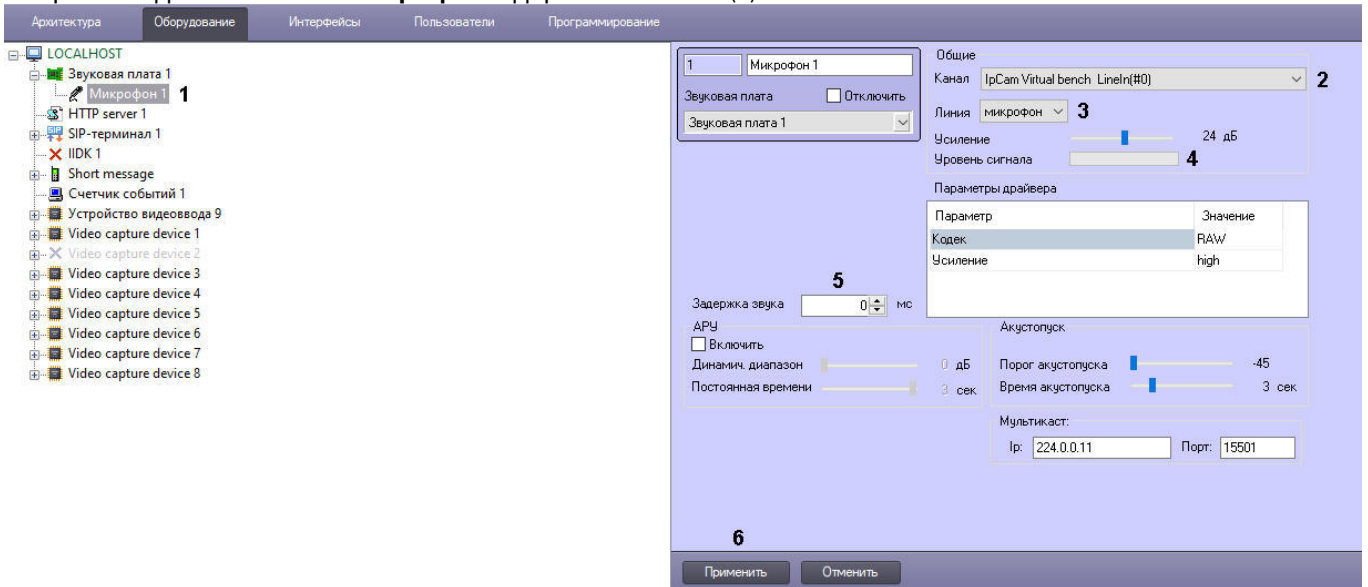 Архитектура Оборудование Интерфейсы Пользователи Программирование
LOCALHOST
Звуковая плата 1
Микрофон 1 1
HTTP server 1
SIP-терминал 1
IIDK 1
Short message
Счетчик событий 1
Устройство видеоввода 9
Video capture device 1
Video capture device 2
Video capture device 3
Video capture device 4
Video capture device 5
Video capture device 6
Video capture device 7
Video capture device 8
1 Микрофон 1
Звуковая плата Отключить
Звуковая плата 1
Общие
Канал IpCam Virtual bench LineIn(#0) 2
Линия микрофон 3
Усиление 24 дБ
Уровень сигнала 4
Параметры драйвера
Параметр Значение
Кодек RAW
Усиление high
5
Задержка звука 0 мс
АРУ
Включить
Динамич. диапазон 0 дБ
Постоянная времени 3 сек
Акустопуск
Порог акустопуска -45
Время акустопуска 3 сек
Мультикаст:
Ip: 224.0.0.11 Порт: 15501
6
Применить Отменить